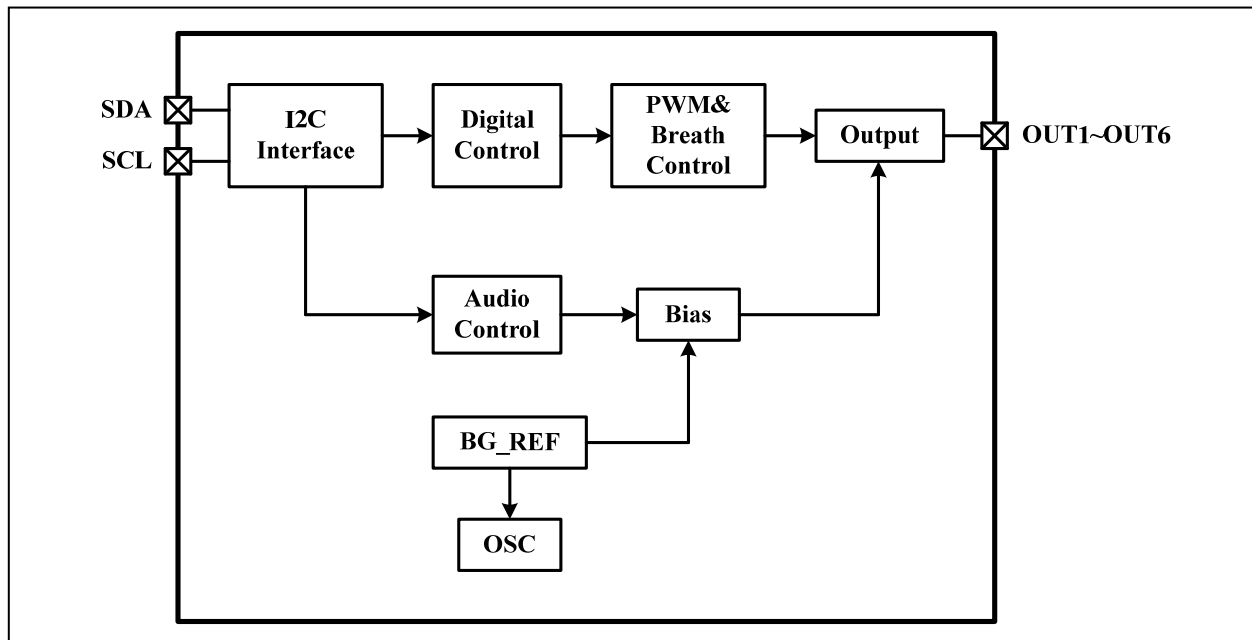 SDA
SCL
I2C
Interface
Digital
Control
PWM&
Breath
Control
Output
OUT1~OUT6
Audio
Control
Bias
BG_REF
OSC